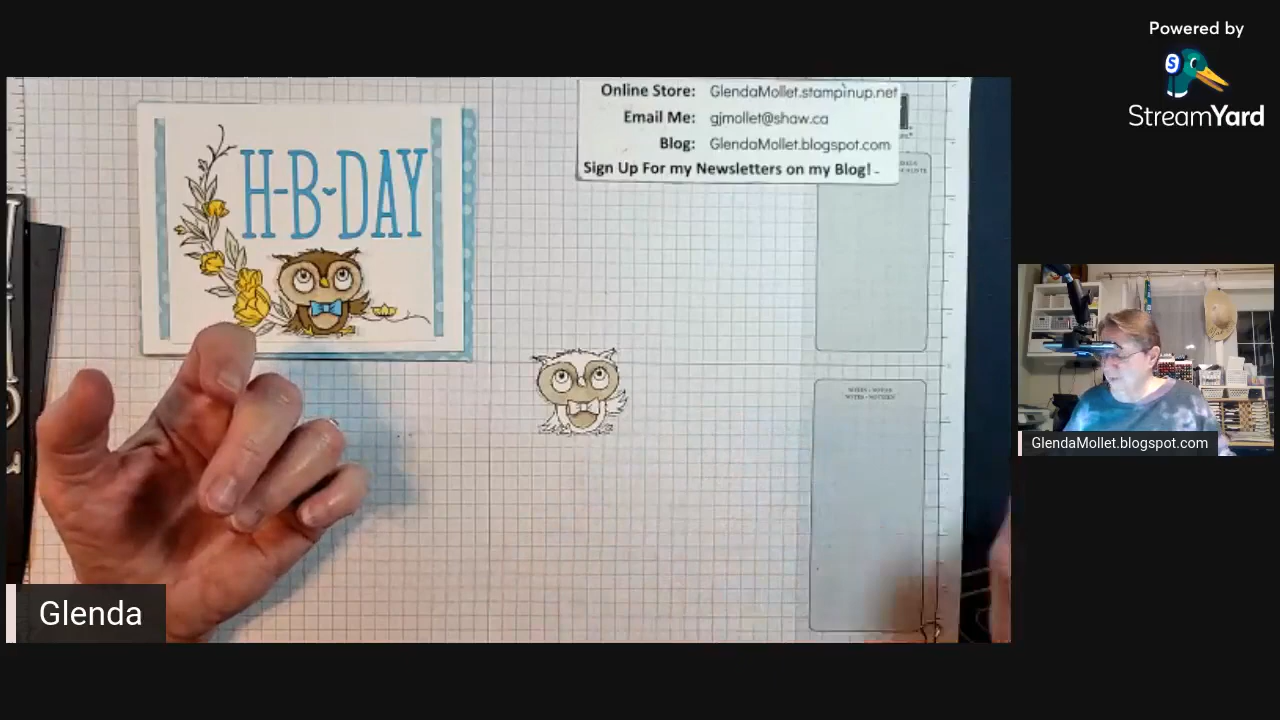 Powered by
S
StreamYard
Online Store: GlendaMollet.stampinup.net
Email Me: gjmollet@shaw.ca
Blog: GlendaMollet.blogspot.com
Sign Up For my Newsletters on my Blog!
H-B-DAY
GlendaMollet.blogspot.com
Glenda